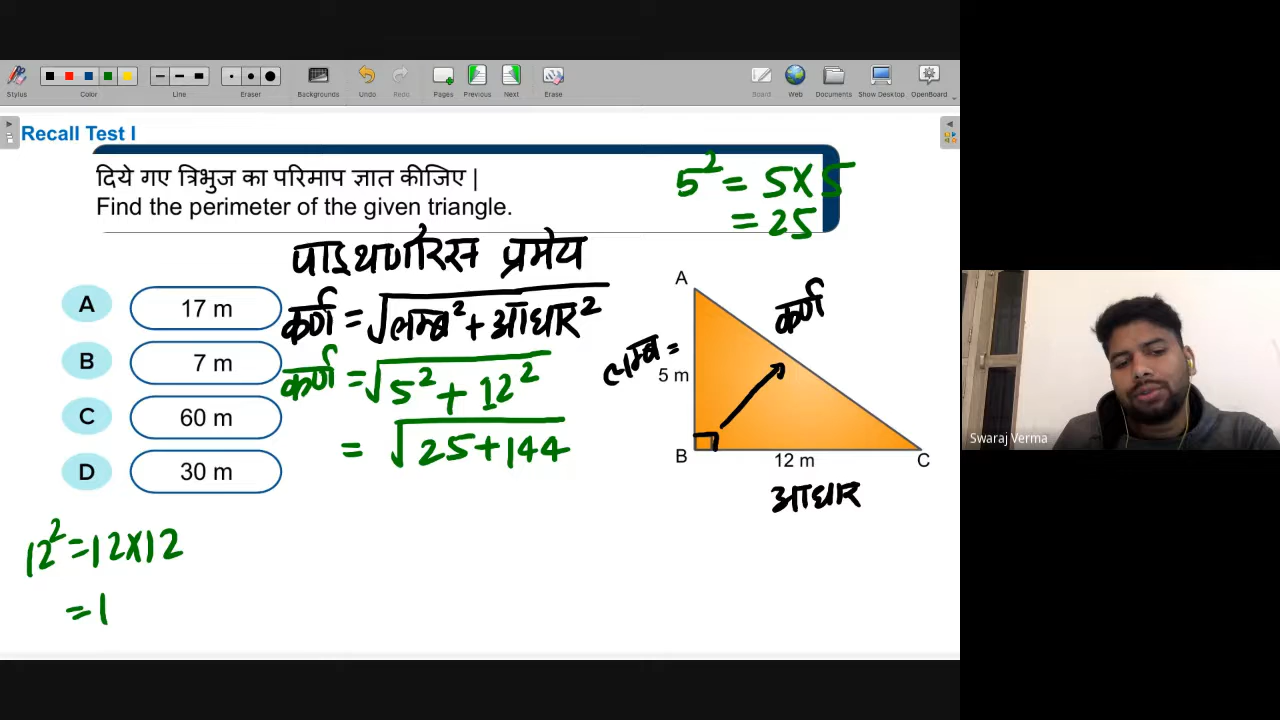 Stylus
Color
Line
Eraser
Backgrounds
Undo
Redo
Pages
Previous
Next
Erase
Board
Web
Documents
Show Desktop
OpenBoard
Recall Test I
दिये गए त्रिभुज का परिमाप ज्ञात कीजिए |
Find the perimeter of the given triangle.
5² = 5×5
= 25
पाइथागोरस प्रमेय
A 17 m
B 7 m
C 60 m
D 30 m
कर्ण = √लम्ब² + आधार²
कर्ण = √5² + 12²
= √25+144
A
कर्ण
लम्ब =
5 m
B
12 m
C
आधार
12² = 12×12
= 1
Swaraj Verma